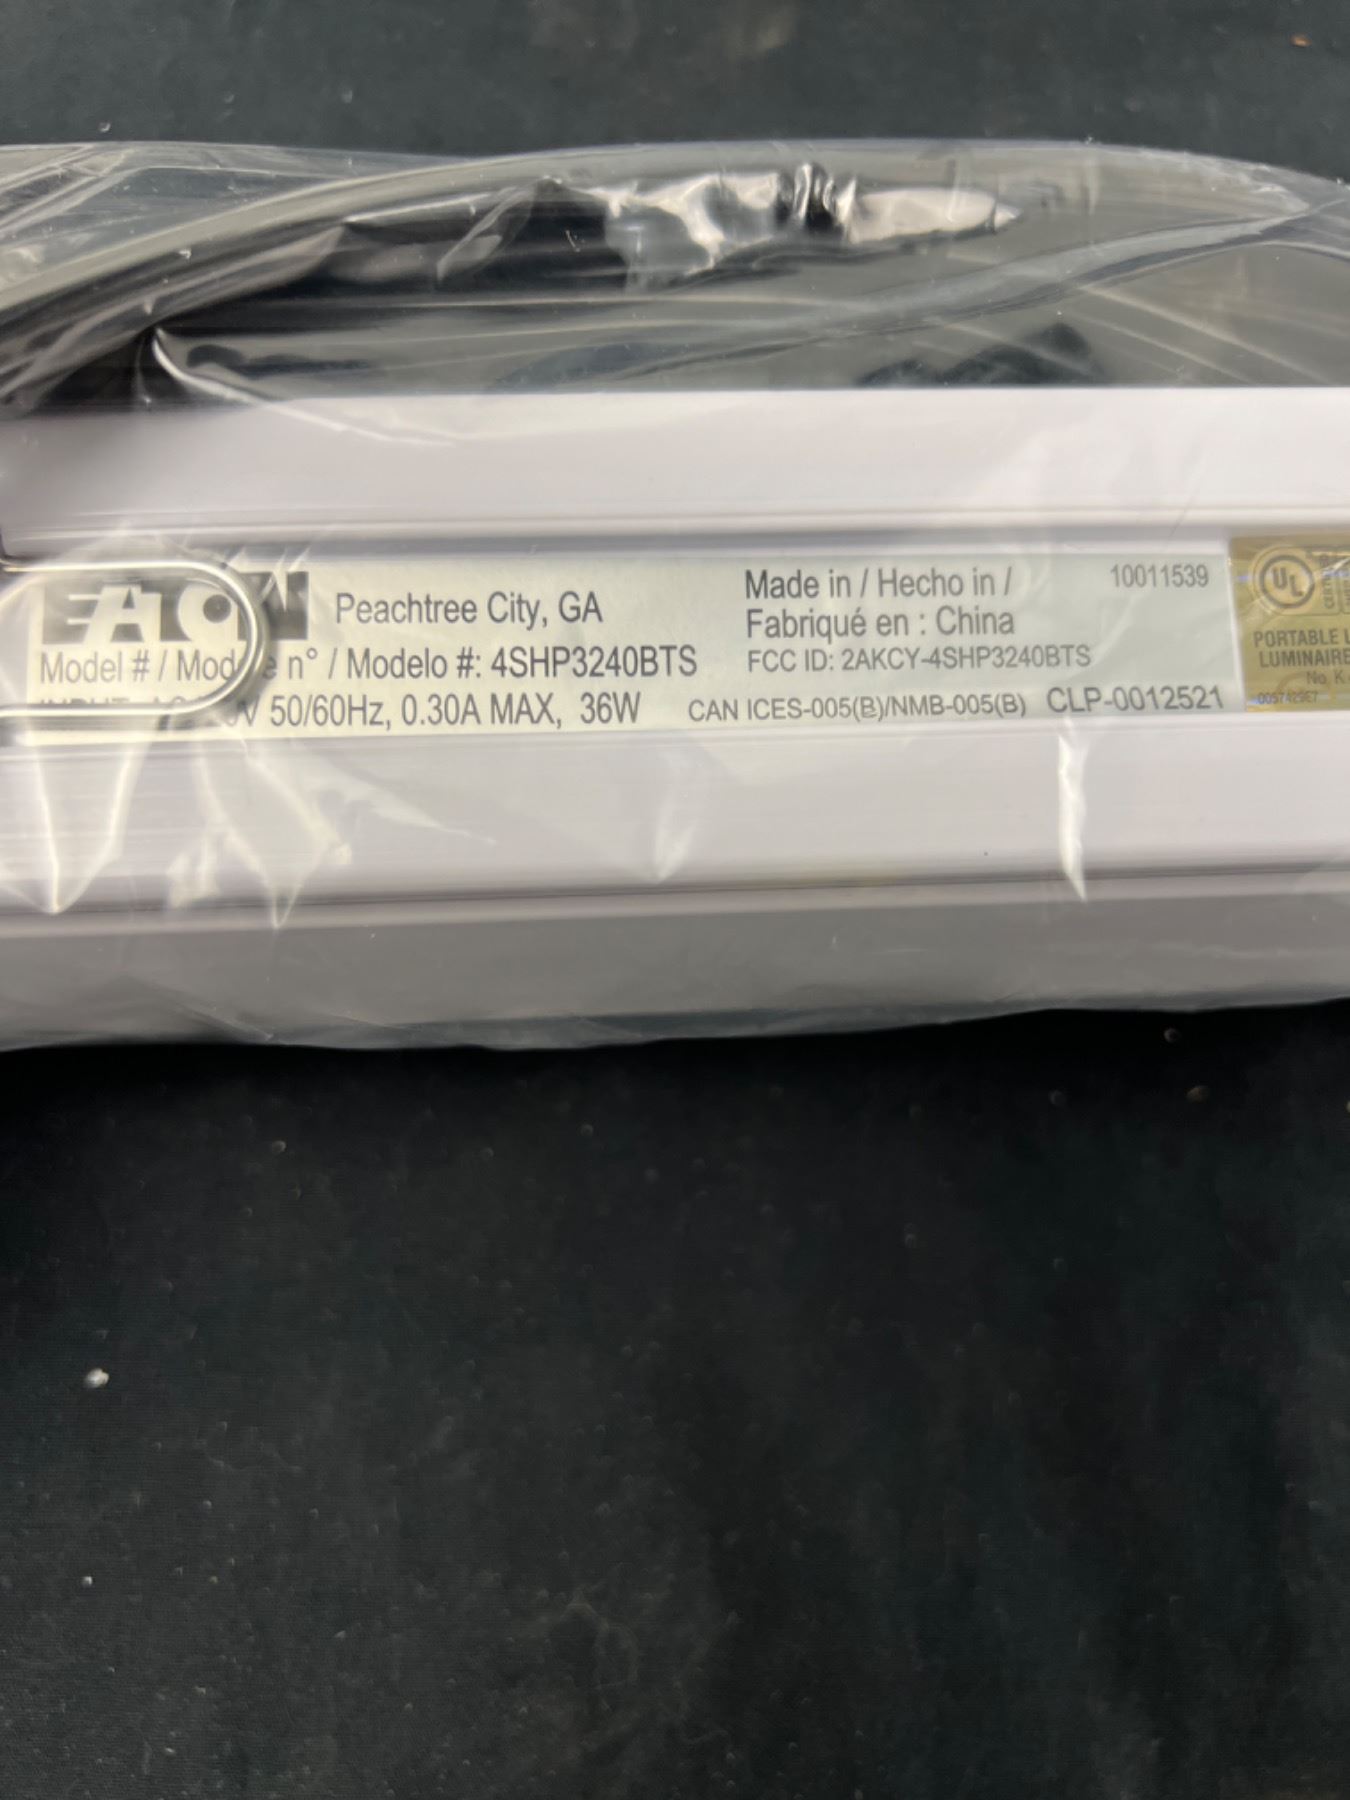 EATON
Peachtree City, GA
Model # / n° / Modelo #: 4SHP3240BTS
50/60Hz, 0.30A MAX, 36W
Made in / Hecho in /
Fabriqué en : China
FCC ID: 2AKCY-4SHP3240BTS
CAN ICES-005(B)/NMB-005(B) CLP-0012521
10011539
UL
PORTABLE
LUMINAIRE
No.